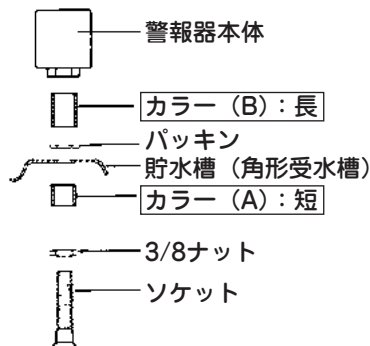 警報器本体
カラー（B）：長
パッキン
貯水槽（角形受水槽）
カラー（A）：短
3/8ナット
ソケット